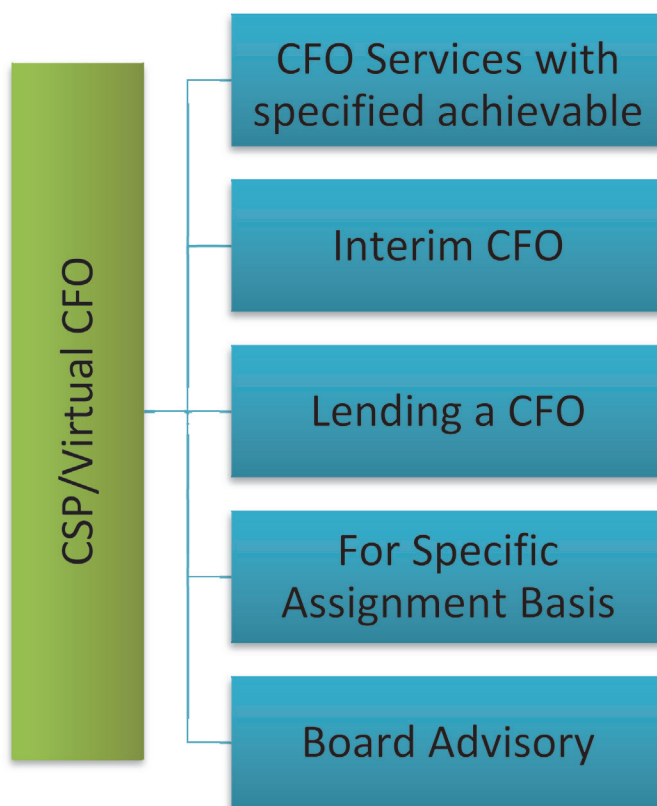 CSP/Virtual CFO
CFO Services with
specified achievable
Interim CFO
Lending a CFO
For Specific
Assignment Basis
Board Advisory